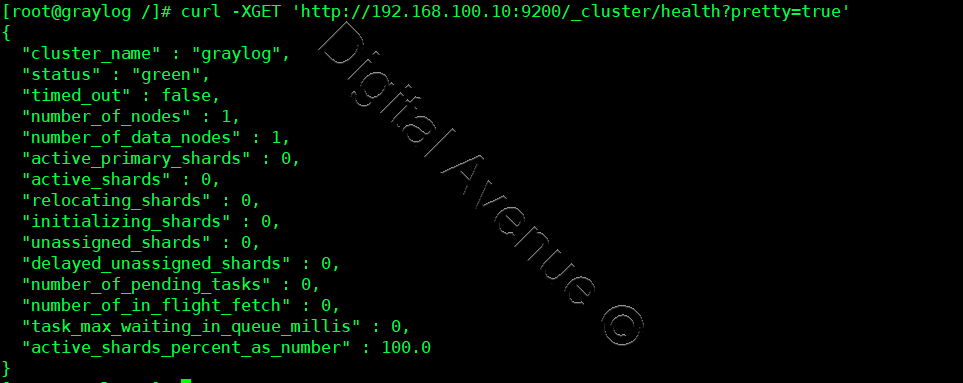 [root@graylog /]# curl -XGET 'http://192.168.100.10:9200/_cluster/health?pretty=true'
{
  "cluster_name" : "graylog",
  "status" : "green",
  "timed_out" : false,
  "number_of_nodes" : 1,
  "number_of_data_nodes" : 1,
  "active_primary_shards" : 0,
  "active_shards" : 0,
  "relocating_shards" : 0,
  "initializing_shards" : 0,
  "unassigned_shards" : 0,
  "delayed_unassigned_shards" : 0,
  "number_of_pending_tasks" : 0,
  "number_of_in_flight_fetch" : 0,
  "task_max_waiting_in_queue_millis" : 0,
  "active_shards_percent_as_number" : 100.0
}
Digital Avenue ©